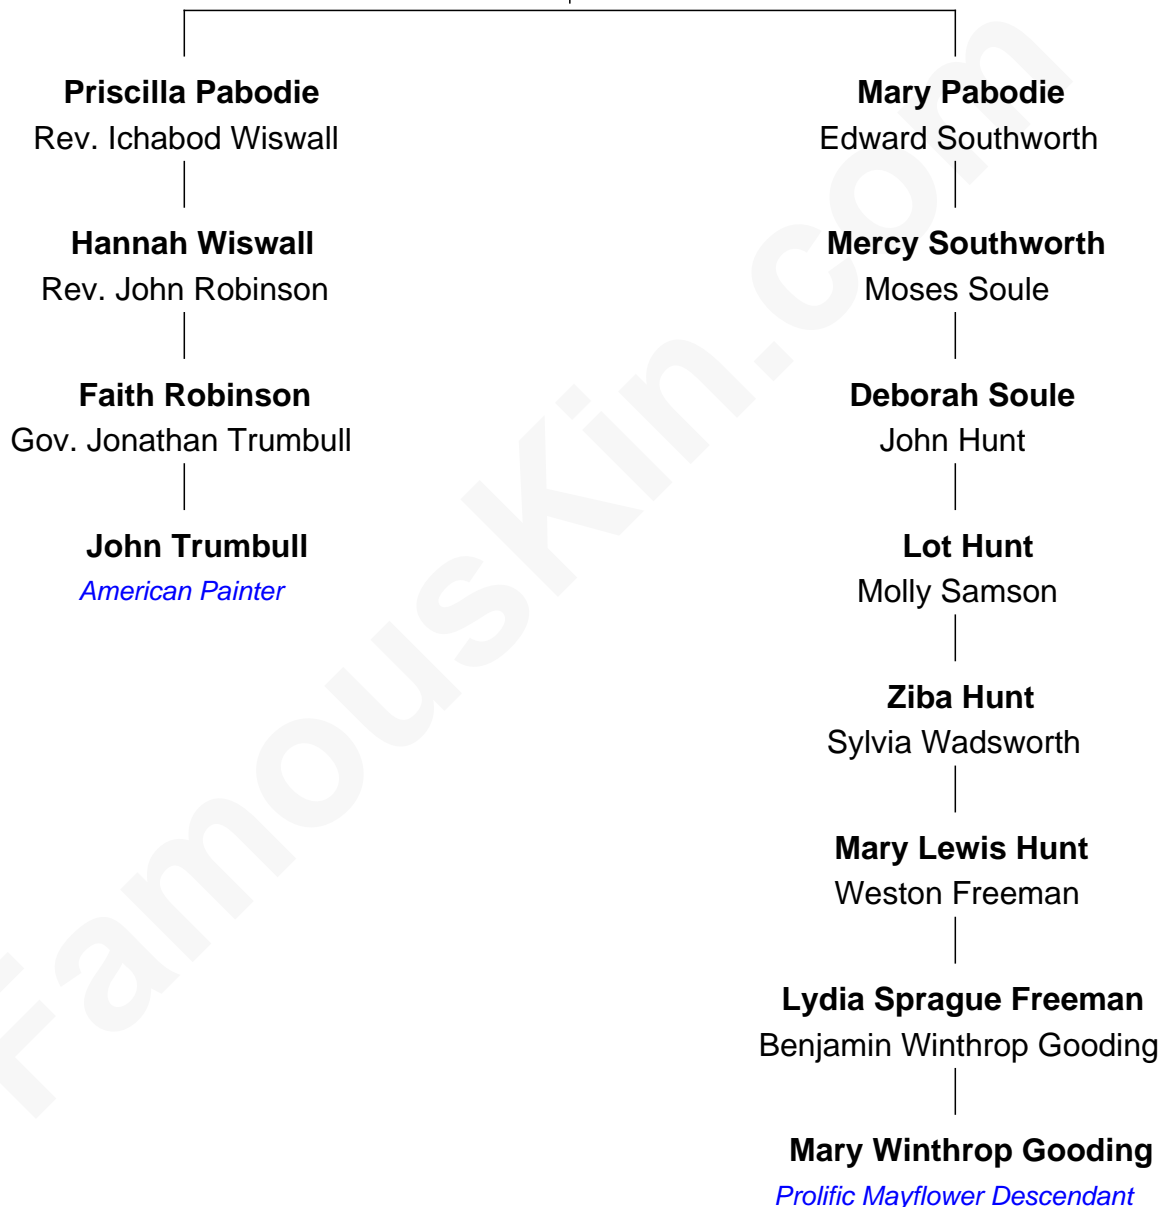 Priscilla Pabodie
Rev. Ichabod Wiswall
Hannah Wiswall
Rev. John Robinson
Faith Robinson
Gov. Jonathan Trumbull
John Trumbull
American Painter
Mary Pabodie
Edward Southworth
Mercy Southworth
Moses Soule
Deborah Soule
John Hunt
Lot Hunt
Molly Samson
Ziba Hunt
Sylvia Wadsworth
Mary Lewis Hunt
Weston Freeman
Lydia Sprague Freeman
Benjamin Winthrop Gooding
Mary Winthrop Gooding
Prolific Mayflower Descendant
FamousKin.com